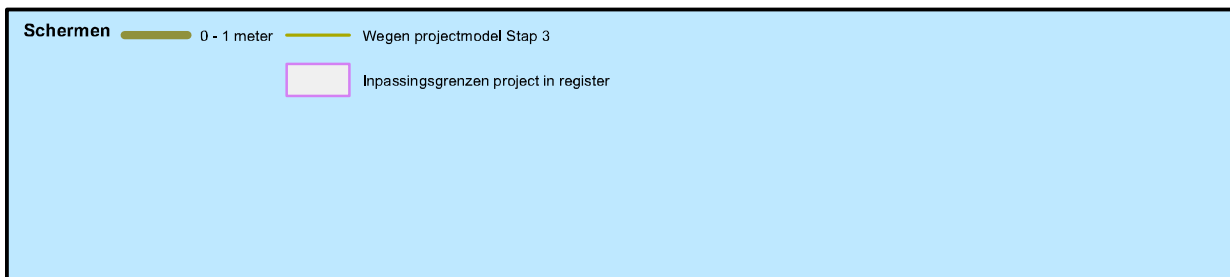 Schermen 0 - 1 meter Wegen projectmodel Stap 3
Inpassingsgrenzen project in register